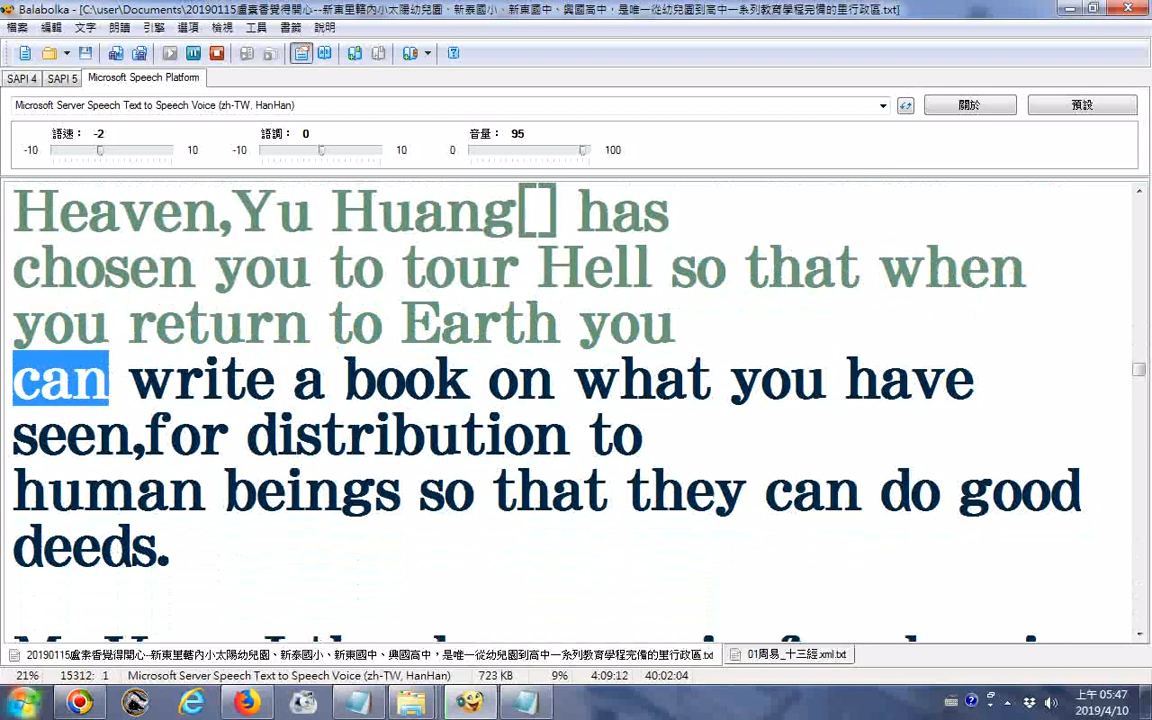 Balabolka - [C:\user\Documents\20190115盧素香覺得開心--新東里轄內小太陽幼兒園、新泰國小、新東國中、興國高中，是唯一從幼兒園到高中一系列教育學程完備的里行政區.txt]
檔案 編輯 文字 朗讀 引擎 選項 檢視 工具 書籤 說明
SAPI 4 SAPI 5 Microsoft Speech Platform
Microsoft Server Speech Text to Speech Voice (zh-TW, HanHan) 關於 預設
語速： -2 語調： 0 音量： 95
-10 10 -10 10 0 100
Heaven,Yu Huang[] has
chosen you to tour Hell so that when
you return to Earth you
can write a book on what you have
seen,for distribution to
human beings so that they can do good
deeds.
20190115盧素香覺得開心--新東里轄內小太陽幼兒園、新泰國小、新東國中、興國高中，是唯一從幼兒園到高中一系列教育學程完備的里行政區.txt 01周易_十三經.xml.txt
21% 15312: 1 Microsoft Server Speech Text to Speech Voice (zh-TW, HanHan) 723 KB 9% 4:09:12 40:02:04
上午 05:47
2019/4/10